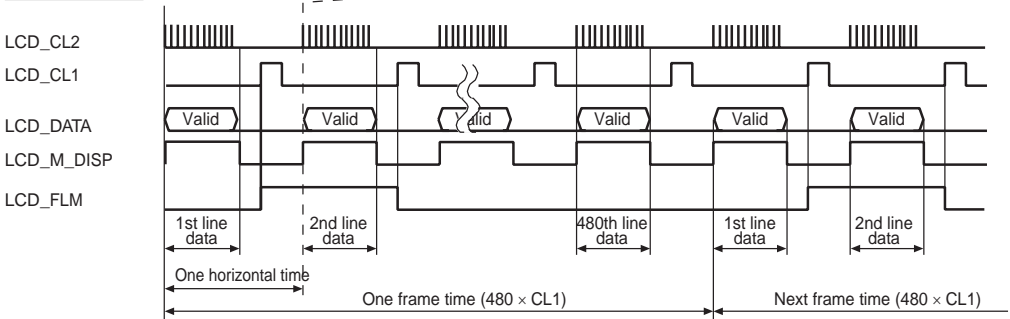 LCD_CL2
LCD_CL1
LCD_DATA
Valid Valid Valid Valid Valid Valid
LCD_M_DISP
LCD_FLM
1st line data
2nd line data
480th line data
1st line data
2nd line data
One horizontal time
One frame time (480 × CL1)
Next frame time (480 × CL1)